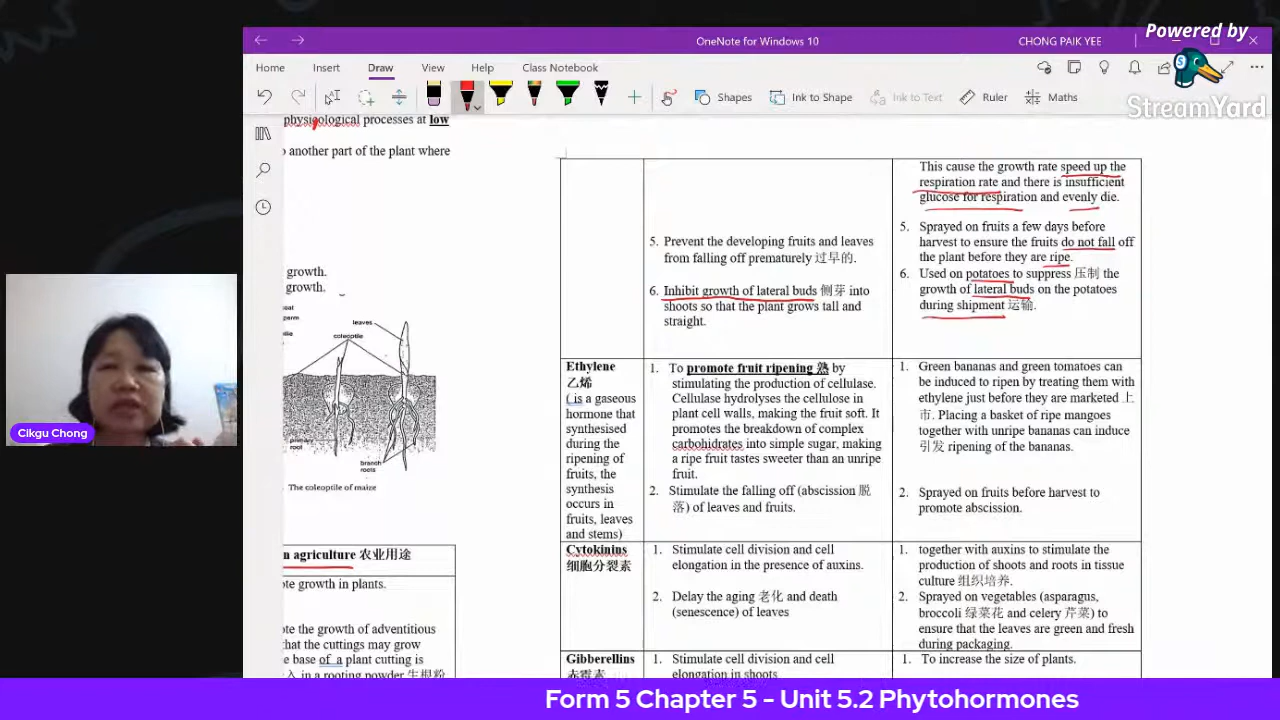 Powered by
StreamYard
OneNote for Windows 10
CHONG PAIK YEE
Home Insert Draw View Help Class Notebook
Shapes Ink to Shape Ink to Text Ruler Maths
physiological processes at low
another part of the plant where
growth.
growth.
leaves
coleoptile
primary
root
branch
roots
The coleoptile of maize
n agriculture 农业用途
ote growth in plants.
ote the growth of adventitious
that the cuttings may grow
e base of a plant cutting is
入 in a rooting powder 生根粉
5. Prevent the developing fruits and leaves
from falling off prematurely 过早的.
6. Inhibit growth of lateral buds 侧芽 into
shoots so that the plant grows tall and
straight.
This cause the growth rate speed up the
respiration rate and there is insufficient
glucose for respiration and evenly die.
5. Sprayed on fruits a few days before
harvest to ensure the fruits do not fall off
the plant before they are ripe.
6. Used on potatoes to suppress 压制 the
growth of lateral buds on the potatoes
during shipment 运输.
Ethylene
乙烯
( is a gaseous
hormone that
synthesised
during the
ripening of
fruits, the
synthesis
occurs in
fruits, leaves
and stems)
1. To promote fruit ripening 熟 by
stimulating the production of cellulase.
Cellulase hydrolyses the cellulose in
plant cell walls, making the fruit soft. It
promotes the breakdown of complex
carbohydrates into simple sugar, making
a ripe fruit tastes sweeter than an unripe
fruit.
2. Stimulate the falling off (abscission 脱
落) of leaves and fruits.
1. Green bananas and green tomatoes can
be induced to ripen by treating them with
ethylene just before they are marketed 上
市. Placing a basket of ripe mangoes
together with unripe bananas can induce
引发 ripening of the bananas.
2. Sprayed on fruits before harvest to
promote abscission.
Cytokinins
细胞分裂素
1. Stimulate cell division and cell
elongation in the presence of auxins.
2. Delay the aging 老化 and death
(senescence) of leaves
1. together with auxins to stimulate the
production of shoots and roots in tissue
culture 组织培养.
2. Sprayed on vegetables (asparagus,
broccoli 绿菜花 and celery 芹菜) to
ensure that the leaves are green and fresh
during packaging.
Gibberellins
赤霉素
1. Stimulate cell division and cell
elongation in shoots
1. To increase the size of plants.
Cikgu Chong
Form 5 Chapter 5 - Unit 5.2 Phytohormones